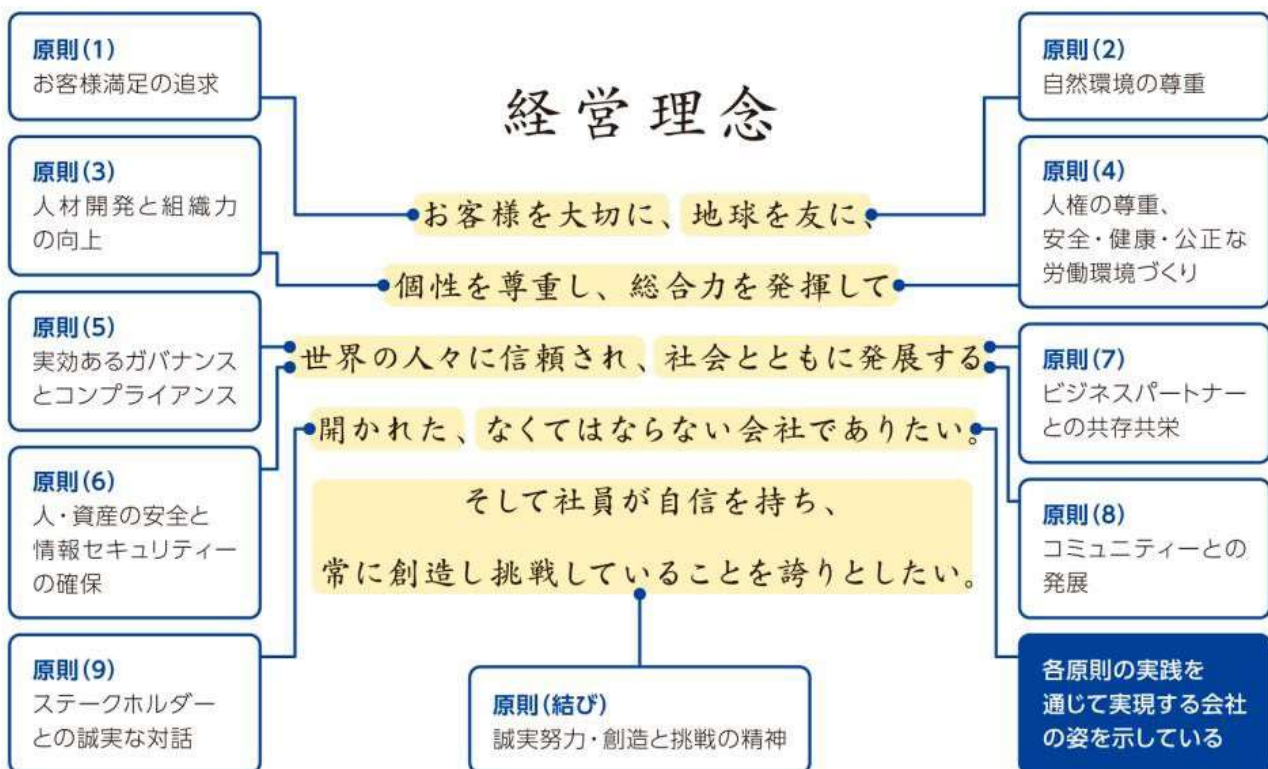 原則(1)
お客様満足の追求
原則(2)
自然環境の尊重
経営理念
原則(3)
人材開発と組織力
の向上
原則(4)
人権の尊重、
安全・健康・公正な
労働環境づくり
お客様を大切に、地球を友に、
個性を尊重し、総合力を発揮して
世界の人々に信頼され、社会とともに発展する
開かれた、なくてはならない会社でありたい。
そして社員が自信を持ち、
常に創造し挑戦していることを誇りとしたい。
原則(5)
実効あるガバナンス
とコンプライアンス
原則(7)
ビジネスパートナー
との共存共栄
原則(6)
人・資産の安全と
情報セキュリティー
の確保
原則(8)
コミュニティーとの
発展
原則(9)
ステークホルダー
との誠実な対話
原則(結び)
誠実努力・創造と挑戦の精神
各原則の実践を
通じて実現する会社
の姿を示している